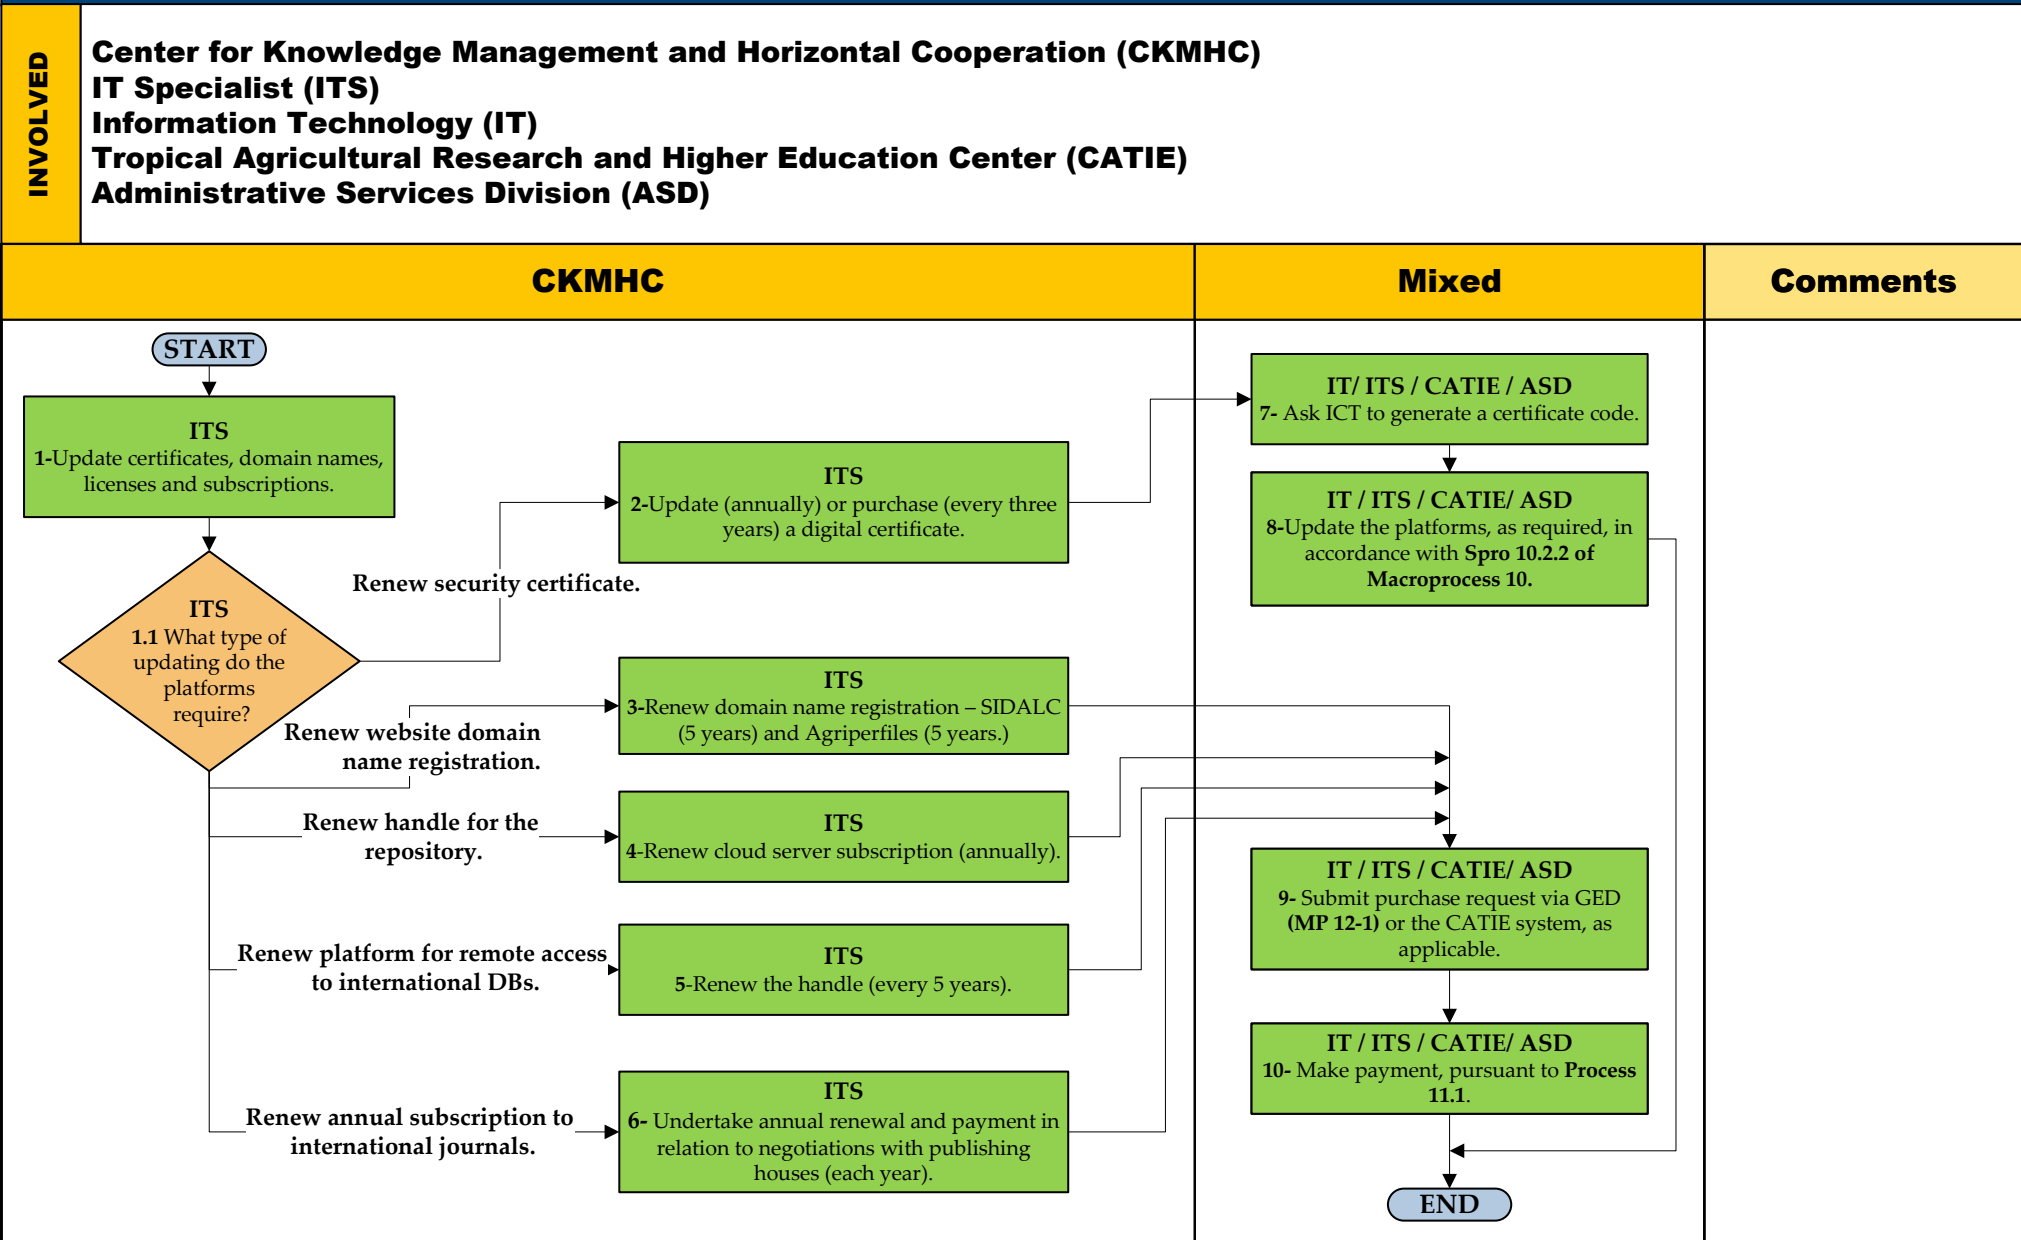 INVOLVED
Center for Knowledge Management and Horizontal Cooperation (CKMHC)
IT Specialist (ITS)
Information Technology (IT)
Tropical Agricultural Research and Higher Education Center (CATIE)
Administrative Services Division (ASD)
CKMHC
Mixed
Comments
START
ITS
1-Update certificates, domain names,
licenses and subscriptions.
ITS
1.1 What type of
updating do the
platforms
require?
Renew security certificate.
Renew website domain
name registration.
Renew handle for the
repository.
Renew platform for remote access
to international DBs.
Renew annual subscription to
international journals.
ITS
2-Update (annually) or purchase (every three
years) a digital certificate.
ITS
3-Renew domain name registration – SIDALC
(5 years) and Agriperfiles (5 years.)
ITS
4-Renew cloud server subscription (annually).
ITS
5-Renew the handle (every 5 years).
ITS
6- Undertake annual renewal and payment in
relation to negotiations with publishing
houses (each year).
IT/ ITS / CATIE / ASD
7- Ask ICT to generate a certificate code.
IT / ITS / CATIE/ ASD
8-Update the platforms, as required, in
accordance with Spro 10.2.2 of
Macroprocess 10.
IT / ITS / CATIE/ ASD
9- Submit purchase request via GED
(MP 12-1) or the CATIE system, as
applicable.
IT / ITS / CATIE/ ASD
10- Make payment, pursuant to Process
11.1.
END